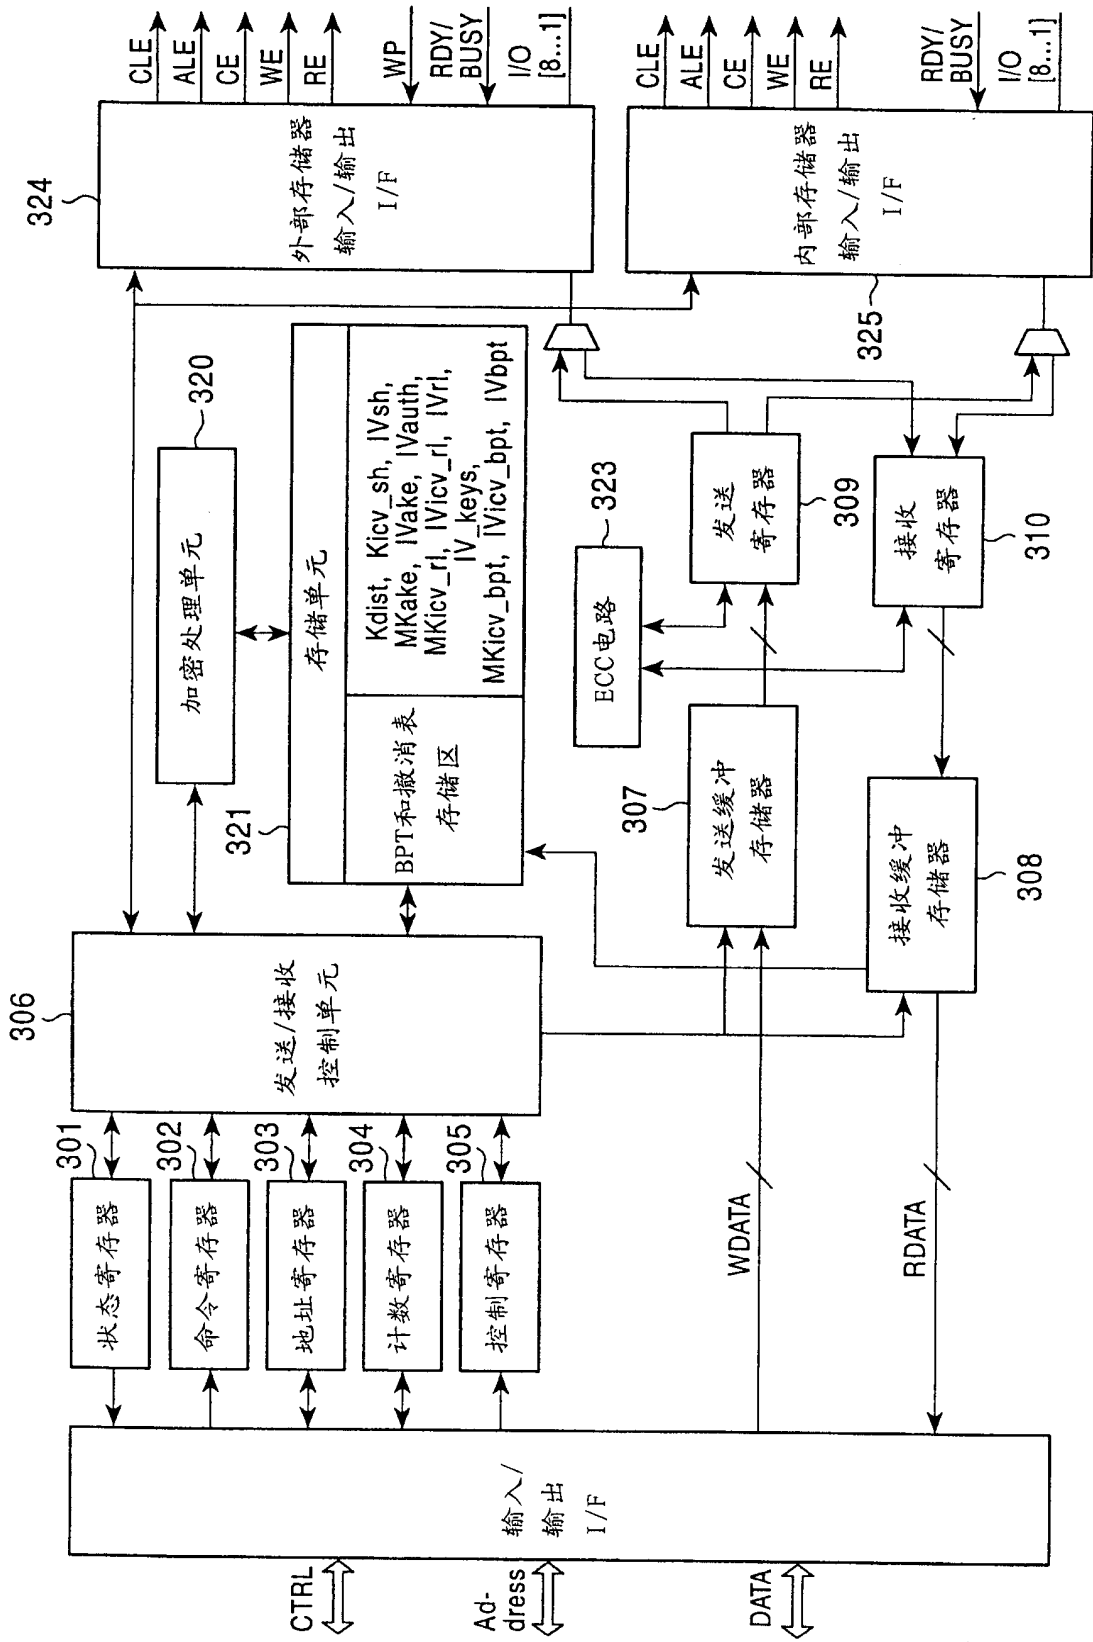 CTRL
Ad-
dress
DATA
输入/
输出
I/F
状态寄存器
301
命令寄存器
302
地址寄存器
303
计数寄存器
304
控制寄存器
305
WDATA
RDATA
306
发送/接收
控制单元
加密处理单元
320
321
存储单元
BPT和撤消表
存储区
Kdist, Kicv_sh, IVsh,
MKake, IVake, IVauth,
MKicv_rl, IVicv_rl, IVrl,
IV_keys,
MKicv_bpt, IVicv_bpt, IVbpt
307
发送缓冲
存储器
接收缓冲
存储器
308
ECC电路
323
发送
寄存器
309
接收
寄存器
310
324
外部存储器
输入/输出
I/F
CLE
ALE
CE
WE
RE
WP
RDY/
BUSY
I/O
[8...1]
内部存储器
输入/输出
I/F
325
CLE
ALE
CE
WE
RE
RDY/
BUSY
I/O
[8...1]